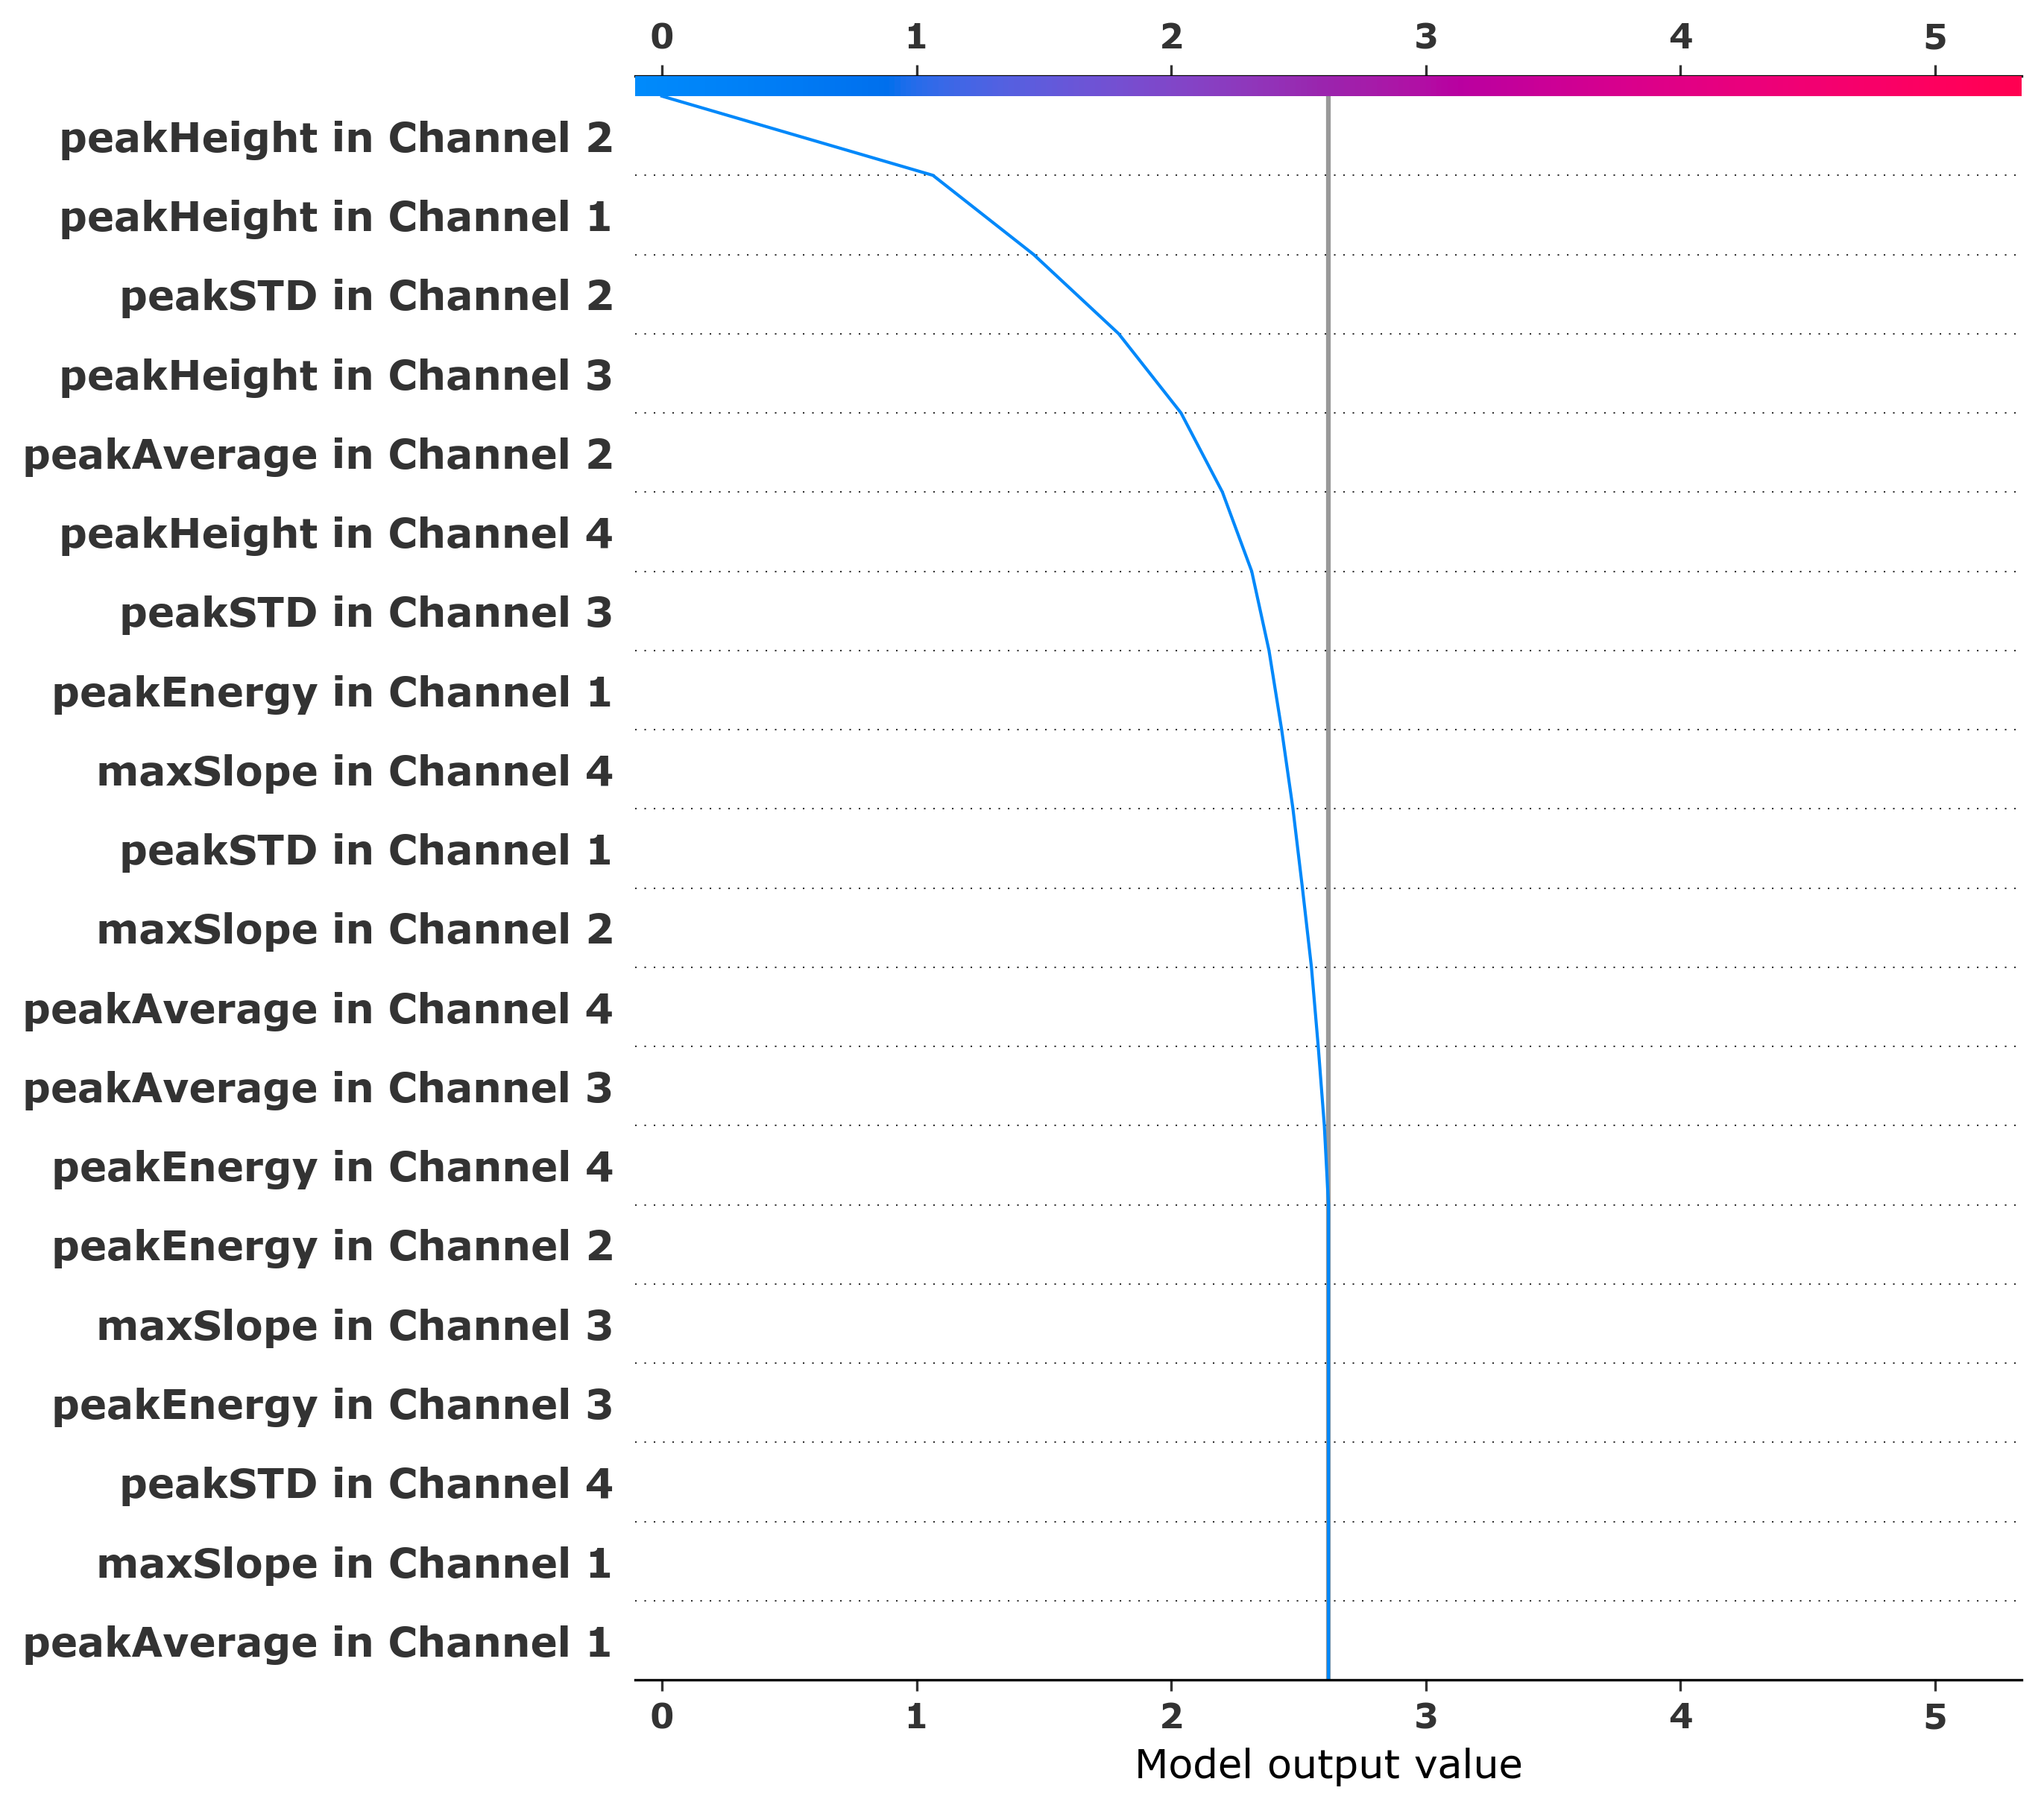 0 1 2 3 4 5
peakHeight in Channel 2
peakHeight in Channel 1
peakSTD in Channel 2
peakHeight in Channel 3
peakAverage in Channel 2
peakHeight in Channel 4
peakSTD in Channel 3
peakEnergy in Channel 1
maxSlope in Channel 4
peakSTD in Channel 1
maxSlope in Channel 2
peakAverage in Channel 4
peakAverage in Channel 3
peakEnergy in Channel 4
peakEnergy in Channel 2
maxSlope in Channel 3
peakEnergy in Channel 3
peakSTD in Channel 4
maxSlope in Channel 1
peakAverage in Channel 1
0 1 2 3 4 5
Model output value